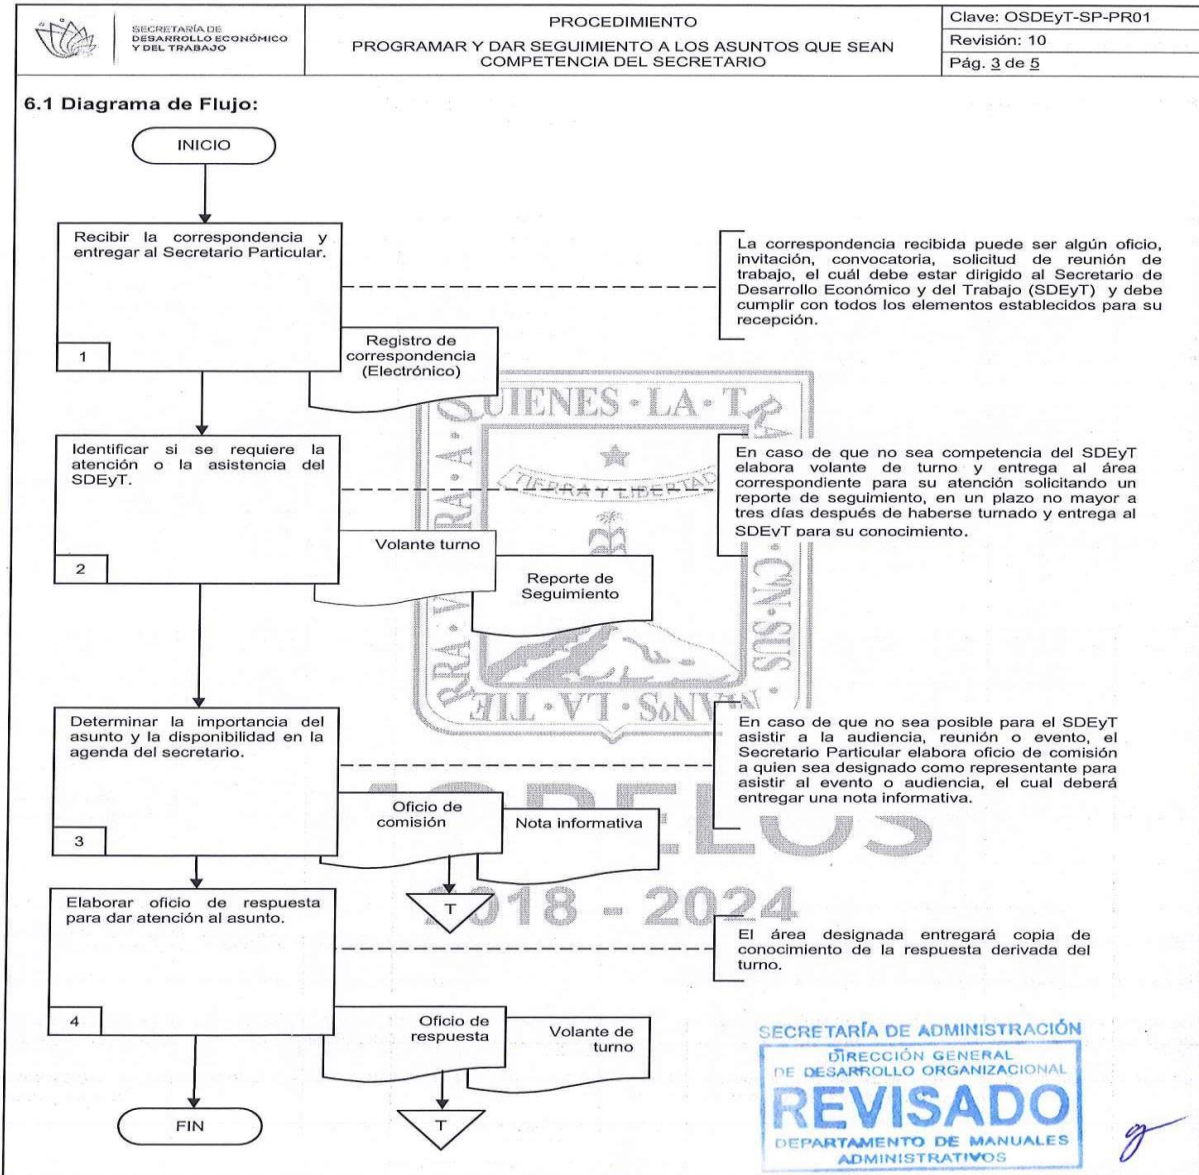 SECRETARÍA DE
DESARROLLO ECONÓMICO
Y DEL TRABAJO
PROCEDIMIENTO
PROGRAMAR Y DAR SEGUIMIENTO A LOS ASUNTOS QUE SEAN
COMPETENCIA DEL SECRETARIO
Clave: OSDEyT-SP-PR01
Revisión: 10
Pág. 3 de 5
6.1 Diagrama de Flujo:
INICIO
Recibir la correspondencia y
entregar al Secretario Particular.
1
Registro de
correspondencia
(Electrónico)
La correspondencia recibida puede ser algún oficio,
invitación, convocatoria, solicitud de reunión de
trabajo, el cuál debe estar dirigido al Secretario de
Desarrollo Económico y del Trabajo (SDEyT) y debe
cumplir con todos los elementos establecidos para su
recepción.
Identificar si se requiere la
atención o la asistencia del
SDEyT.
2
Volante turno
Reporte de
Seguimiento
En caso de que no sea competencia del SDEyT
elabora volante de turno y entrega al área
correspondiente para su atención solicitando un
reporte de seguimiento, en un plazo no mayor a
tres días después de haberse turnado y entrega al
SDEyT para su conocimiento.
QUIENES · LA · TRA
TIERRA Y LIBERTAD
CN · SUS
MANOS · LA · TIE
Determinar la importancia del
asunto y la disponibilidad en la
agenda del secretario.
3
Oficio de
comisión
Nota informativa
T
En caso de que no sea posible para el SDEyT
asistir a la audiencia, reunión o evento, el
Secretario Particular elabora oficio de comisión
a quien sea designado como representante para
asistir al evento o audiencia, el cual deberá
entregar una nota informativa.
MORELOS
2018 - 2024
Elaborar oficio de respuesta
para dar atención al asunto.
4
Oficio de
respuesta
Volante de
turno
T
El área designada entregará copia de
conocimiento de la respuesta derivada del
turno.
FIN
SECRETARÍA DE ADMINISTRACIÓN
DIRECCIÓN GENERAL
DE DESARROLLO ORGANIZACIONAL
REVISADO
DEPARTAMENTO DE MANUALES
ADMINISTRATIVOS